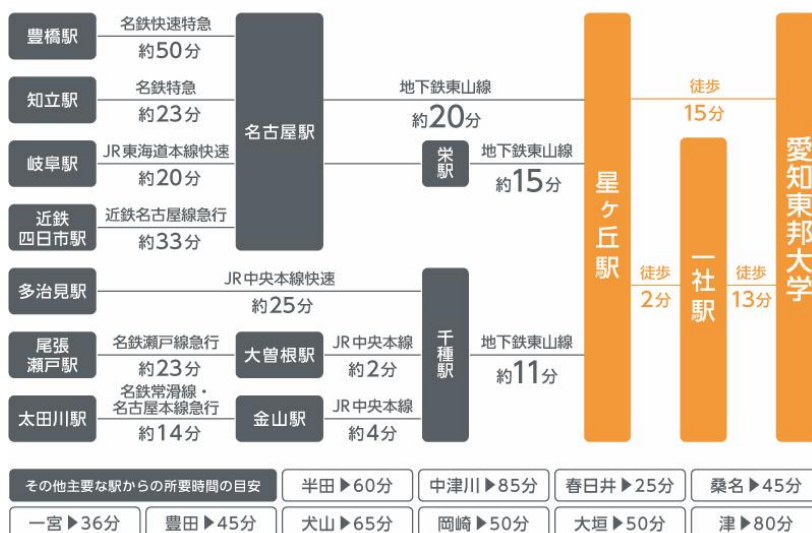 豊橋駅
名鉄快速特急
約50分
知立駅
名鉄特急
約23分
岐阜駅
JR東海道本線快速
約20分
近鉄
四日市駅
近鉄名古屋線急行
約33分
名古屋駅
地下鉄東山線
約20分
栄駅
地下鉄東山線
約15分
多治見駅
JR中央本線快速
約25分
尾張
瀬戸駅
名鉄瀬戸線急行
約23分
大曽根駅
JR中央本線
約2分
太田川駅
名鉄常滑線・
名古屋本線急行
約14分
金山駅
JR中央本線
約4分
千種駅
地下鉄東山線
約11分
星ヶ丘駅
徒歩
15分
徒歩
2分
一社駅
徒歩
13分
愛知東邦大学
その他主要な駅からの所要時間の目安
半田▶60分
中津川▶85分
春日井▶25分
桑名▶45分
一宮▶36分
豊田▶45分
犬山▶65分
岡崎▶50分
大垣▶50分
津▶80分